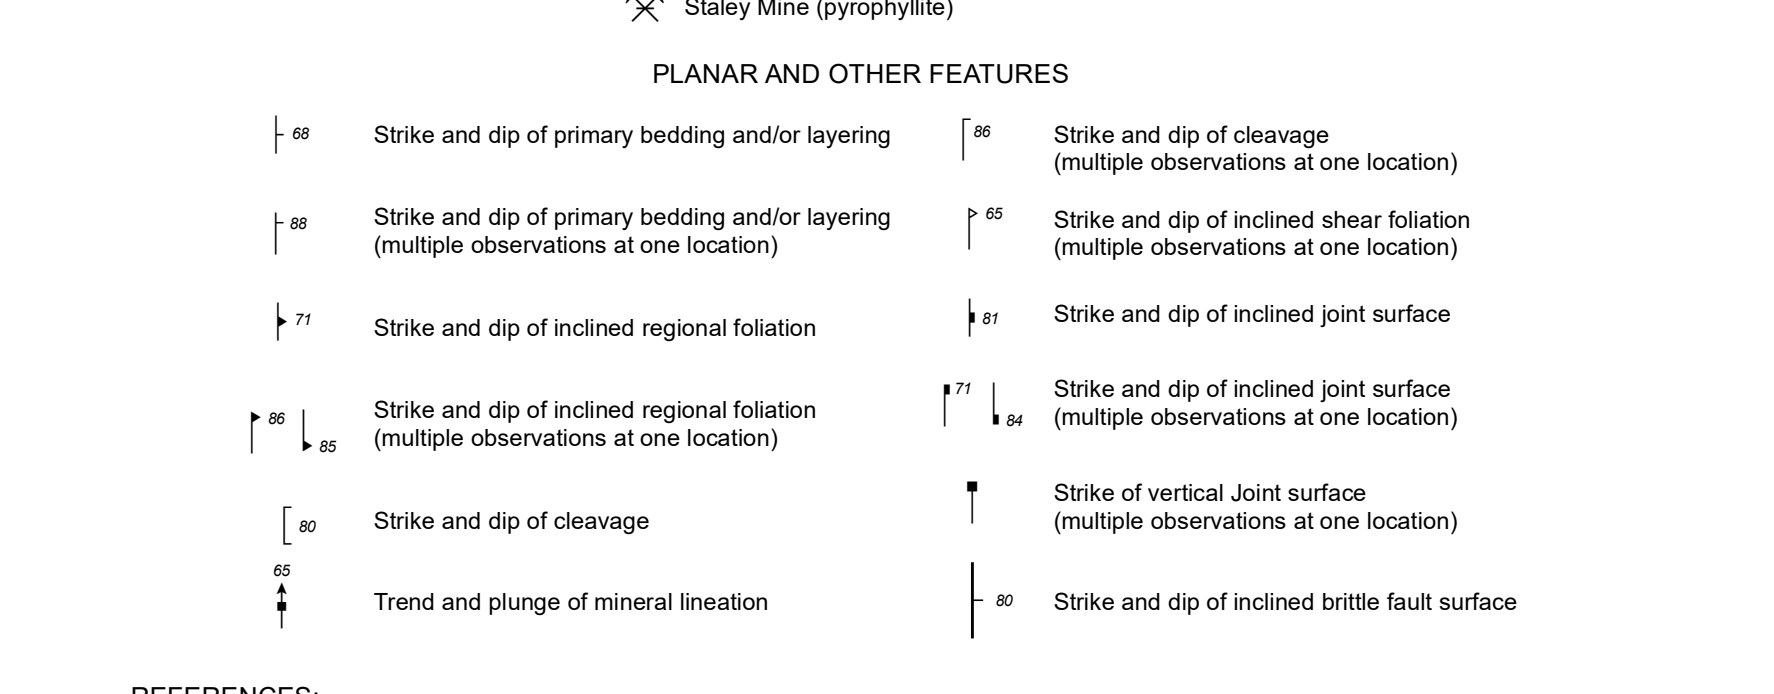 Staley Mine (pyrophyllite)
PLANAR AND OTHER FEATURES
68 Strike and dip of primary bedding and/or layering
88 Strike and dip of primary bedding and/or layering
(multiple observations at one location)
71 Strike and dip of inclined regional foliation
86 85 Strike and dip of inclined regional foliation
(multiple observations at one location)
80 Strike and dip of cleavage
65
Trend and plunge of mineral lineation
86 Strike and dip of cleavage
(multiple observations at one location)
65 Strike and dip of inclined shear foliation
(multiple observations at one location)
81 Strike and dip of inclined joint surface
71 84 Strike and dip of inclined joint surface
(multiple observations at one location)
Strike of vertical Joint surface
(multiple observations at one location)
80 Strike and dip of inclined brittle fault surface
REFERENCES: